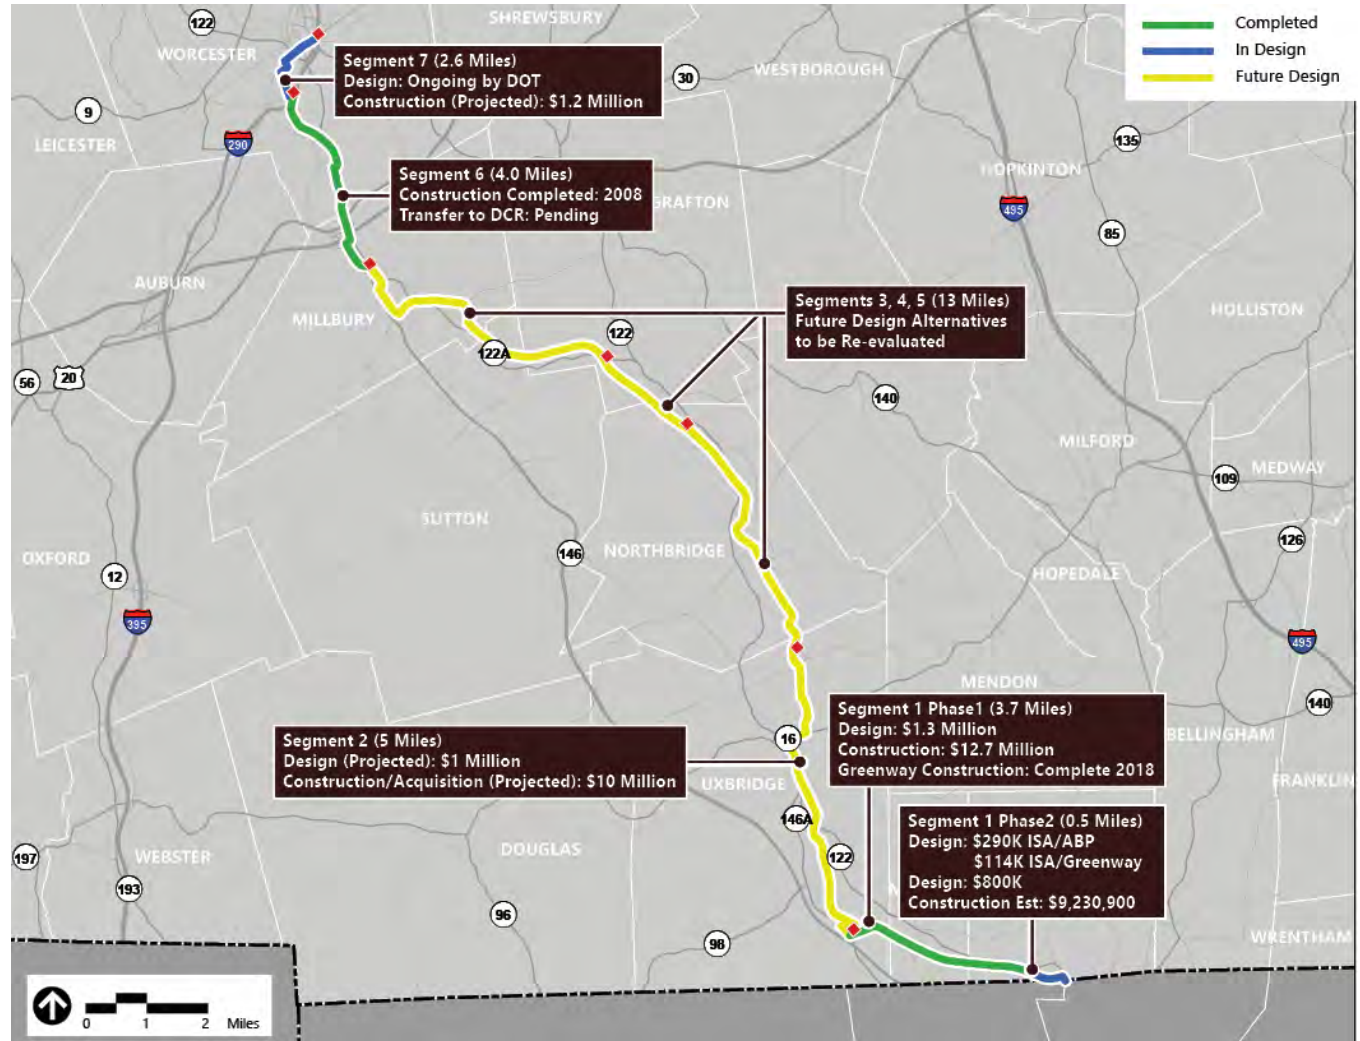 Completed
In Design
Future Design
122
SHREWSBURY
WORCESTER
Segment 7 (2.6 Miles)
Design: Ongoing by DOT
Construction (Projected): $1.2 Million
30
WESTBOROUGH
9
LEICESTER
290
135
HOPKINTON
Segment 6 (4.0 Miles)
Construction Completed: 2008
Transfer to DCR: Pending
GRAFTON
495
85
AUBURN
MILLBURY
Segments 3, 4, 5 (13 Miles)
Future Design Alternatives
to be Re-evaluated
HOLLISTON
122
122A
56
20
140
MILFORD
MEDWAY
109
SUTTON
OXFORD
146
NORTHBRIDGE
126
12
HOPEDALE
395
495
MENDON
140
Segment 1 Phase1 (3.7 Miles)
Design: $1.3 Million
Construction: $12.7 Million
Greenway Construction: Complete 2018
BELLINGHAM
16
Segment 2 (5 Miles)
Design (Projected): $1 Million
Construction/Acquisition (Projected): $10 Million
UXBRIDGE
FRANKLIN
146A
Segment 1 Phase2 (0.5 Miles)
Design: $290K ISA/ABP
$114K ISA/Greenway
Design: $800K
Construction Est: $9,230,900
197
WEBSTER
DOUGLAS
122
193
96
98
WRENTHAM
0 1 2 Miles